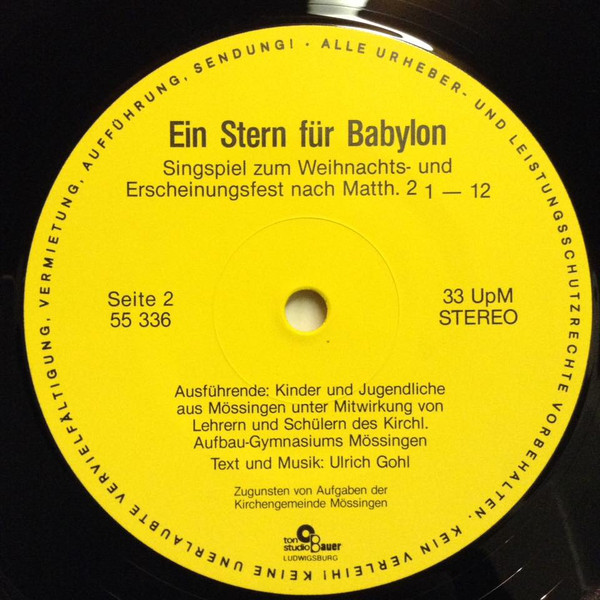 ALLE URHEBER- UND LEISTUNGSSCHUTZRECHTE VORBEHALTEN. KEIN VERLEIH! KEINE UNERLAUBTE VERVIELFÄLTIGUNG, VERMIETUNG, AUFFÜHRUNG, SENDUNG! ·
Ein Stern für Babylon
Singspiel zum Weihnachts- und
Erscheinungsfest nach Matth. 2 1 — 12
Seite 2
55 336
33 UpM
STEREO
Ausführende: Kinder und Jugendliche
aus Mössingen unter Mitwirkung von
Lehrern und Schülern des Kirchl.
Aufbau-Gymnasiums Mössingen
Text und Musik: Ulrich Gohl
Zugunsten von Aufgaben der
Kirchengemeinde Mössingen
ton
studio Bauer
LUDWIGSBURG